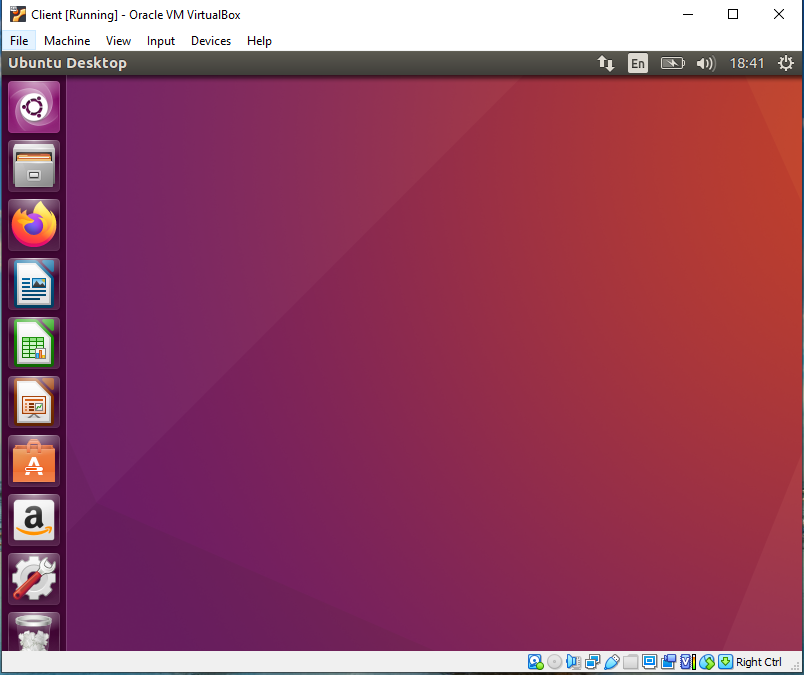 Client [Running] - Oracle VM VirtualBox
File Machine View Input Devices Help
Ubuntu Desktop En 18:41
A
a
V
Right Ctrl